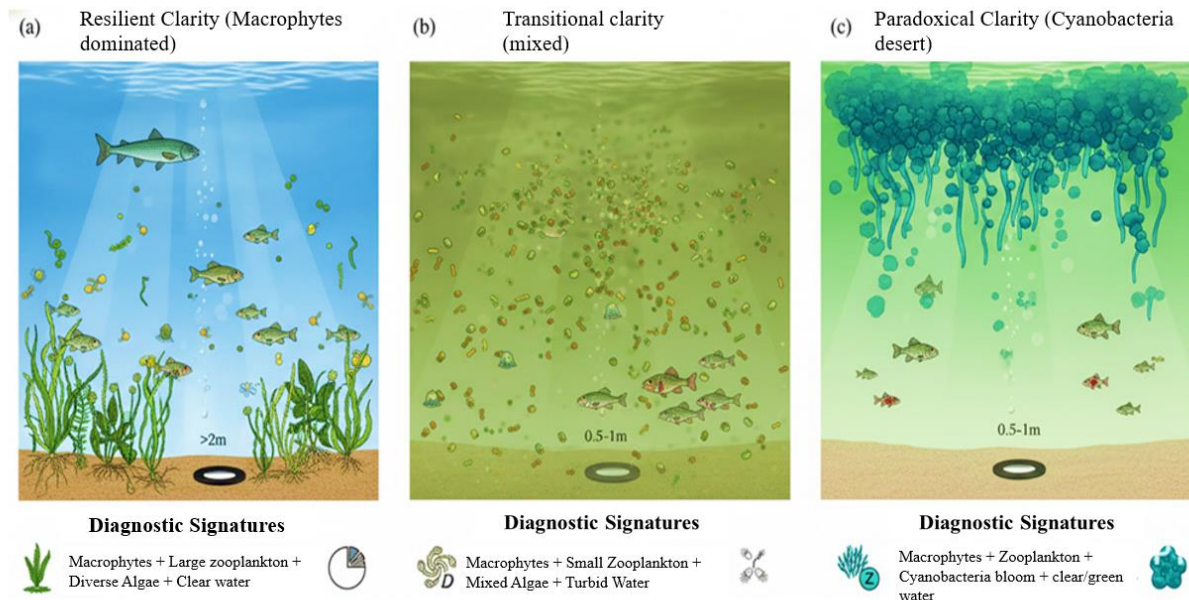 (a) Resilient Clarity (Macrophytes
dominated)
(b) Transitional clarity
(mixed)
(c) Paradoxical Clarity (Cyanobacteria
desert)
>2m
0.5-1m
0.5-1m
Diagnostic Signatures
Macrophytes + Large zooplankton +
Diverse Algae + Clear water
Diagnostic Signatures
D
Macrophytes + Small Zooplankton +
Mixed Algae + Turbid Water
Diagnostic Signatures
Z
Macrophytes + Zooplankton +
Cyanobacteria bloom + clear/green
water